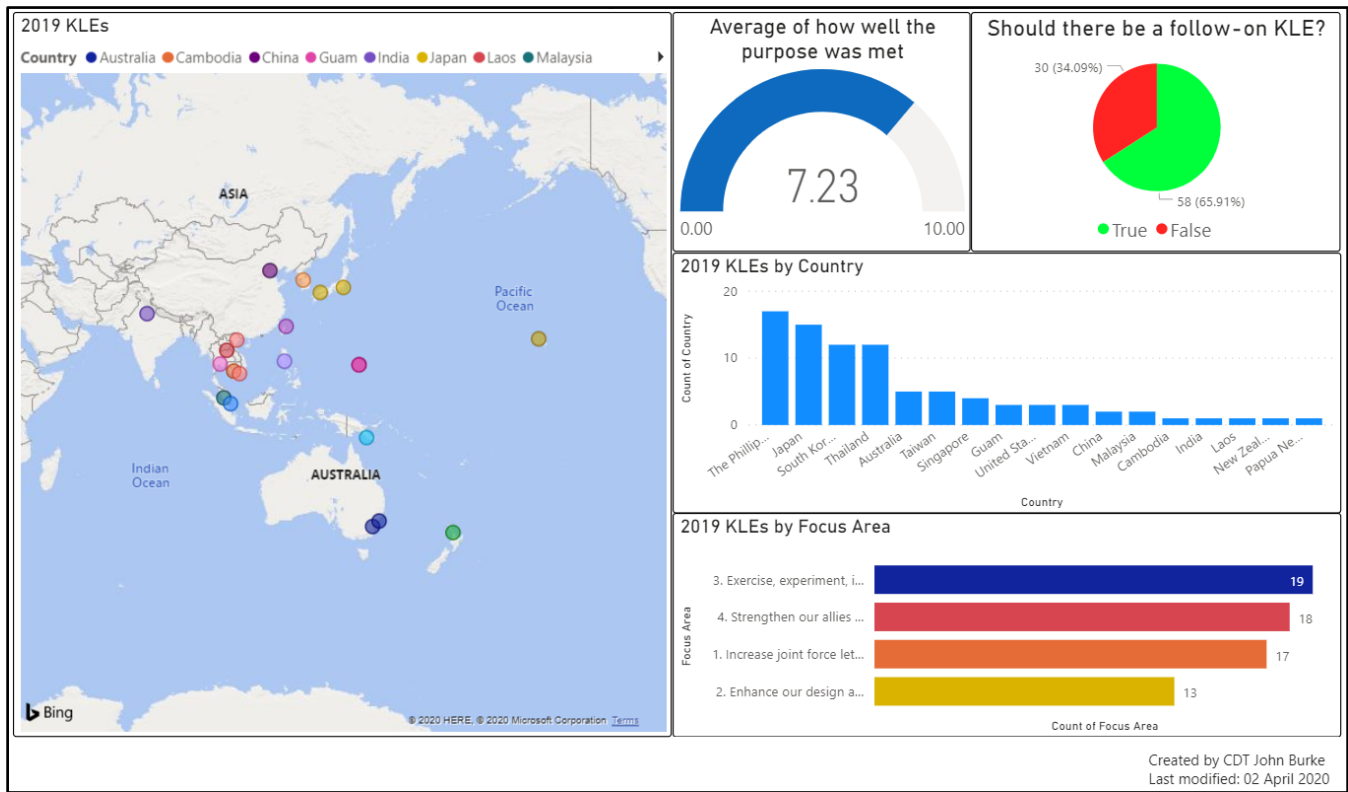 2019 KLEs
Country Australia Cambodia China Guam India Japan Laos Malaysia
ASIA
Pacific
Ocean
Indian
Ocean
AUSTRALIA
Bing
© 2020 HERE, © 2020 Microsoft Corporation Terms
Average of how well the
purpose was met
7.23
0.00
10.00
Should there be a follow-on KLE?
30 (34.09%)
58 (65.91%)
True False
2019 KLEs by Country
Count of Country
20
10
0
The Phillip...
Japan
South Kor...
Thailand
Australia
Taiwan
Singapore
Guam
United Sta...
Vietnam
China
Malaysia
Cambodia
India
Laos
New Zeal...
Papua Ne...
Country
2019 KLEs by Focus Area
Focus Area
3. Exercise, experiment, i... 19
4. Strengthen our allies ... 18
1. Increase joint force let... 17
2. Enhance our design a... 13
Count of Focus Area
Created by CDT John Burke
Last modified: 02 April 2020